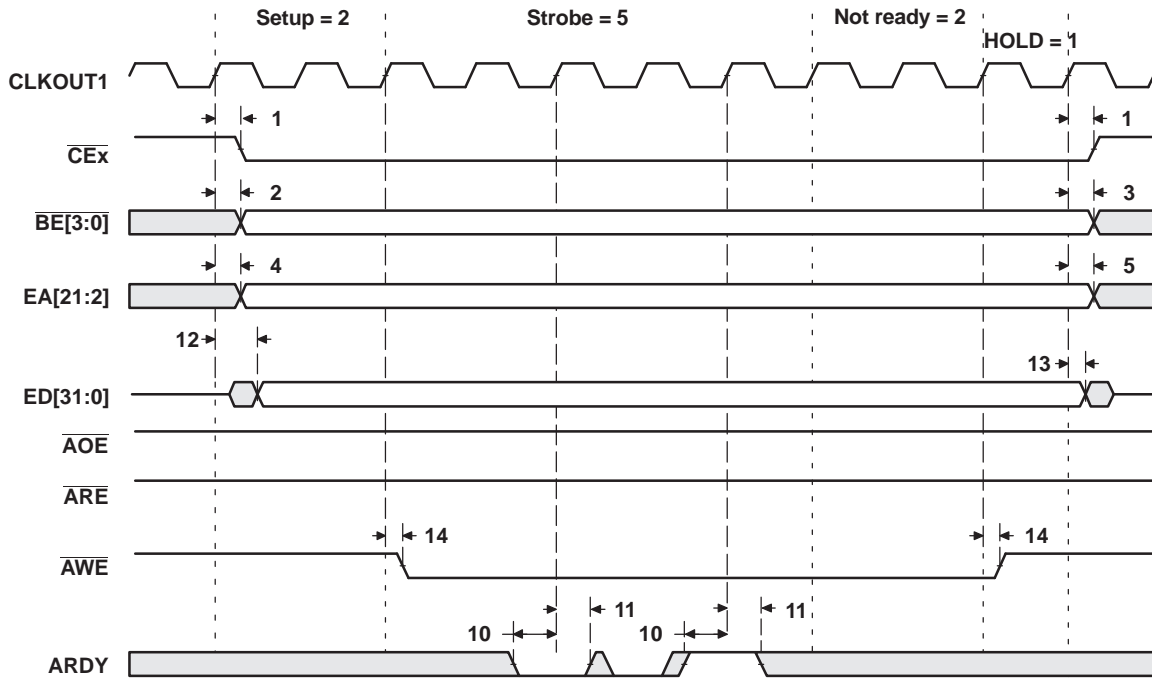 Setup = 2 Strobe = 5 Not ready = 2
HOLD = 1
CLKOUT1
1 1
CEx
2 3
BE[3:0]
4 5
EA[21:2]
12 13
ED[31:0]
AOE
ARE
14 14
AWE
10 11 10 11
ARDY